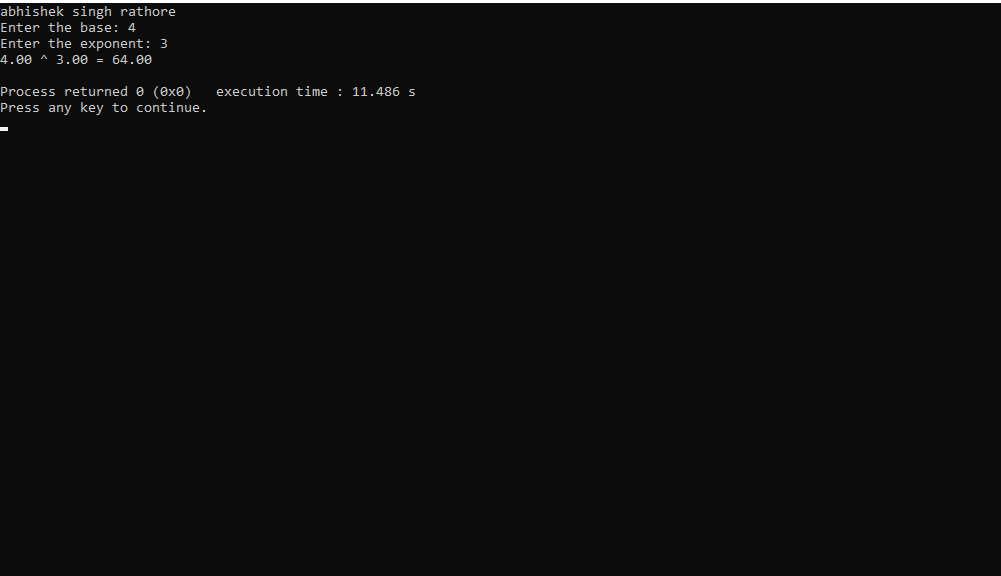 abhishek singh rathore
Enter the base: 4
Enter the exponent: 3
4.00 ^ 3.00 = 64.00
Process returned 0 (0x0)   execution time : 11.486 s
Press any key to continue.